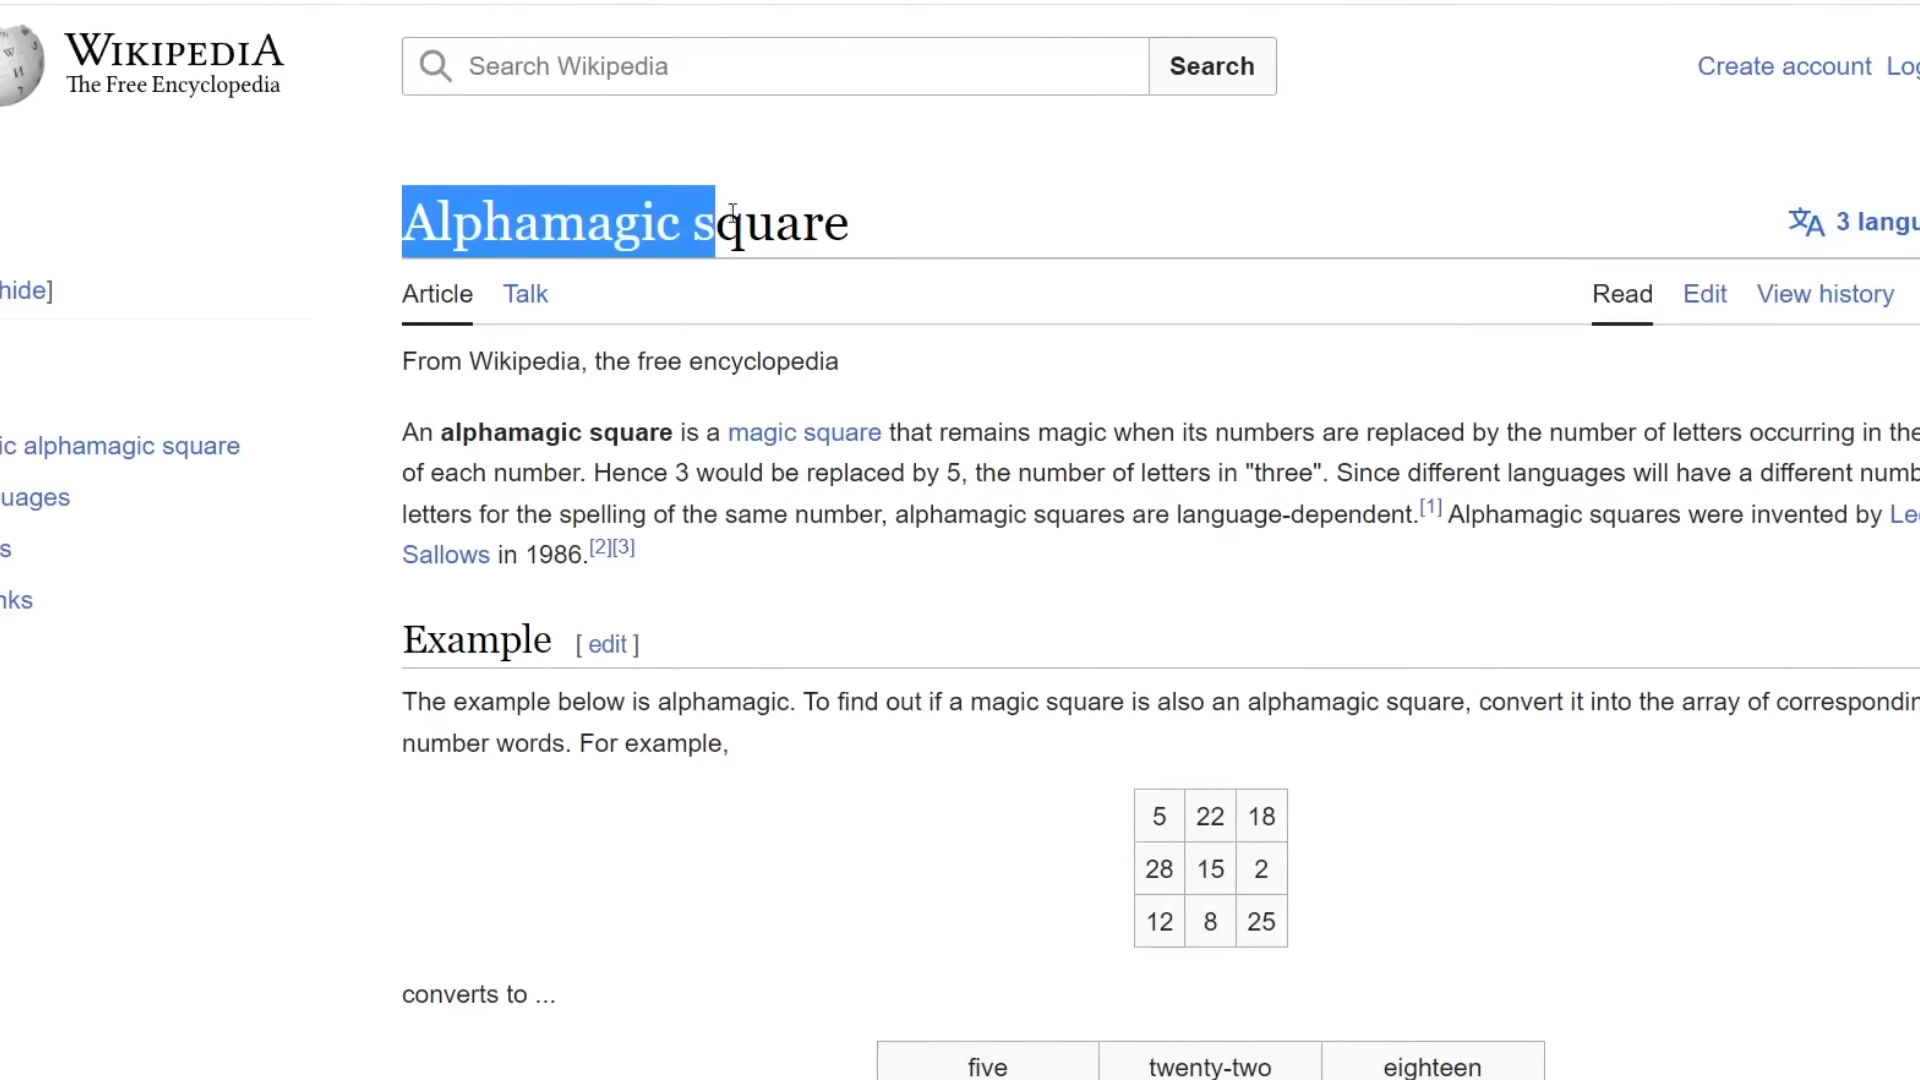 WIKIPEDIA
The Free Encyclopedia
Search Wikipedia
Search
Create account
Alphamagic square
3
hide]
Article Talk
Read Edit View history
From Wikipedia, the free encyclopedia
An alphamagic square is a magic square that remains magic when its numbers are replaced by the number of letters occurring in the
of each number. Hence 3 would be replaced by 5, the number of letters in "three". Since different languages will have a different
letters for the spelling of the same number, alphamagic squares are language-dependent.[1] Alphamagic squares were invented by
Sallows in 1986.[2][3]
alphamagic square
Example [ edit ]
The example below is alphamagic. To find out if a magic square is also an alphamagic square, convert it into the array of
number words. For example,
5 22 18
28 15 2
12 8 25
converts to ...
five twenty-two eighteen